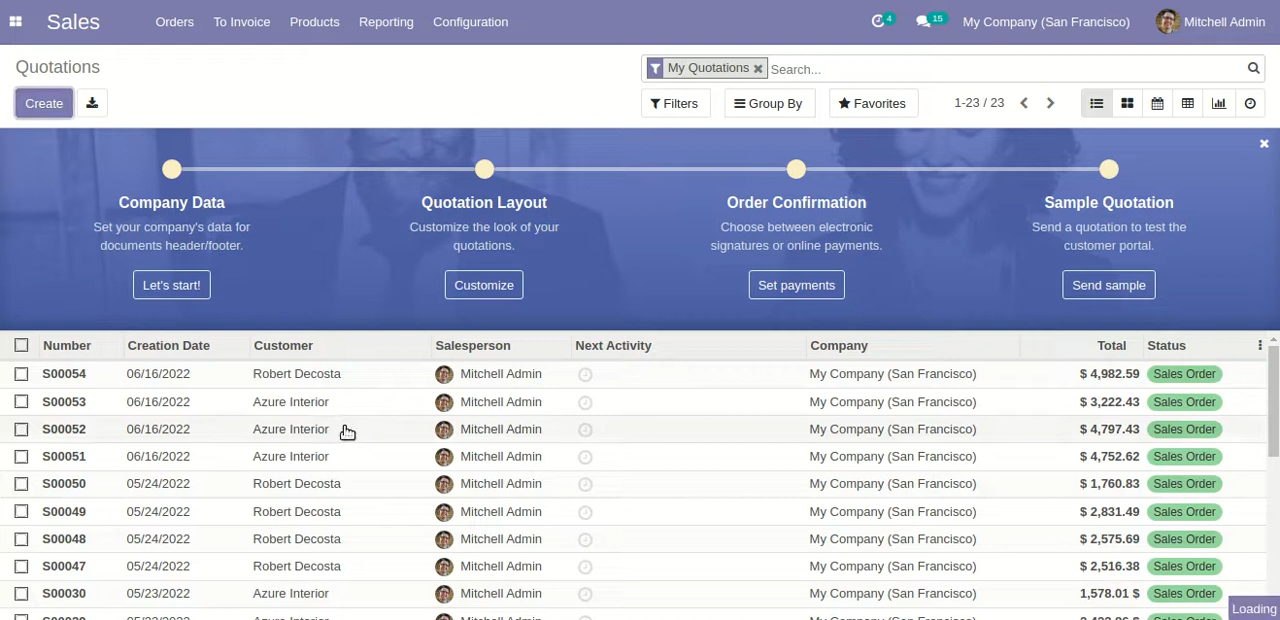 Sales Orders To Invoice Products Reporting Configuration 4 15 My Company (San Francisco) Mitchell Admin
Quotations My Quotations Search...
Create Filters Group By Favorites 1-23 / 23
Company Data Quotation Layout Order Confirmation Sample Quotation
Set your company's data for Customize the look of your Choose between electronic Send a quotation to test the
documents header/footer. quotations. signatures or online payments. customer portal.
Let's start! Customize Set payments Send sample
Number Creation Date Customer Salesperson Next Activity Company Total Status
S00054 06/16/2022 Robert Decosta Mitchell Admin My Company (San Francisco) $ 4,982.59 Sales Order
S00053 06/16/2022 Azure Interior Mitchell Admin My Company (San Francisco) $ 3,222.43 Sales Order
S00052 06/16/2022 Azure Interior Mitchell Admin My Company (San Francisco) $ 4,797.43 Sales Order
S00051 06/16/2022 Azure Interior Mitchell Admin My Company (San Francisco) $ 4,752.62 Sales Order
S00050 05/24/2022 Robert Decosta Mitchell Admin My Company (San Francisco) $ 1,760.83 Sales Order
S00049 05/24/2022 Robert Decosta Mitchell Admin My Company (San Francisco) $ 2,831.49 Sales Order
S00048 05/24/2022 Robert Decosta Mitchell Admin My Company (San Francisco) $ 2,575.69 Sales Order
S00047 05/24/2022 Robert Decosta Mitchell Admin My Company (San Francisco) $ 2,516.38 Sales Order
S00030 05/23/2022 Azure Interior Mitchell Admin My Company (San Francisco) 1,578.01 $ Sales Order
Loading